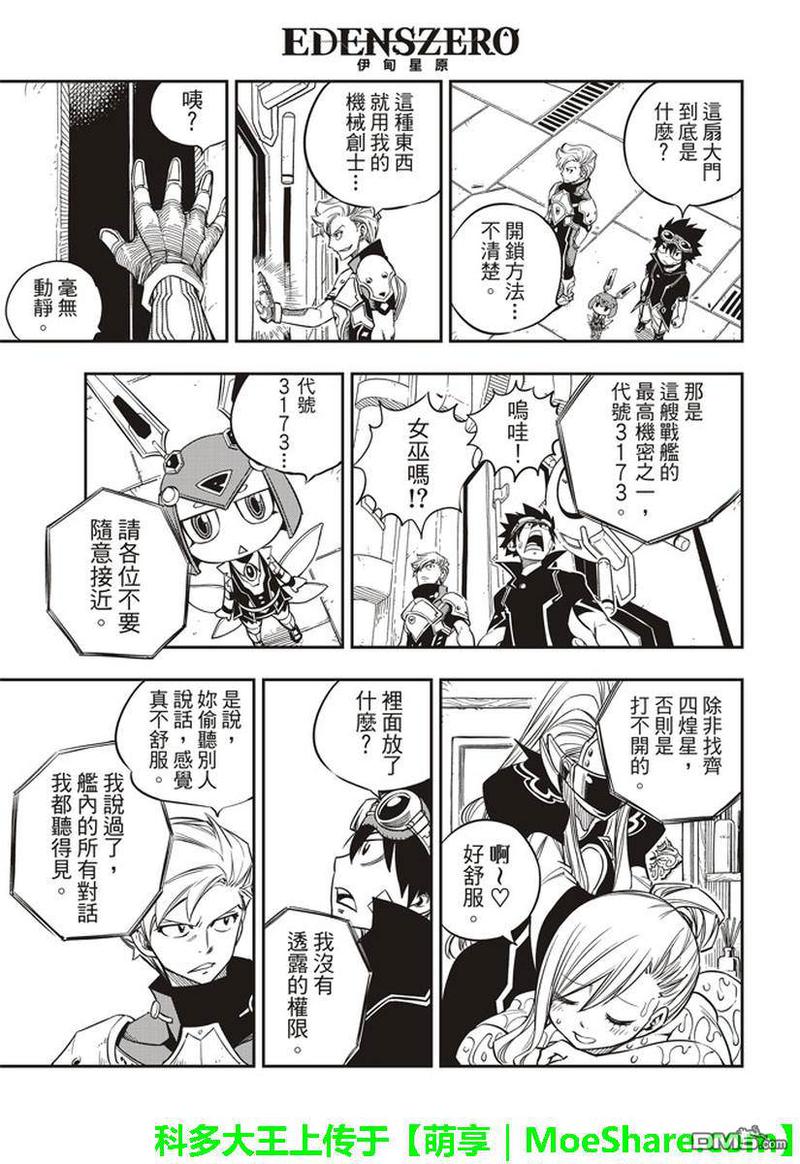 EDENSZERO
伊甸星原
這扇大門
到底是
什麼？
開鎖方法…
不清楚。
這種東西
就用我的
機械創士…
咦？
毫無
動靜。
那是
這艘戰艦的
最高機密之一，
代號3173。
嗚哇！
女巫嗎!?
代號
3173…
請各位不要
隨意接近。
除非找齊
四煌星，
否則是
打不開的。
啊～♡
好舒服。
裡面放了
什麼？
我沒有
透露的權限。
是說，
妳偷聽別人
說話，感覺
真不舒服。
我說過了，
艦內的所有對話
我都聽得見。
科多大王上传于【萌享｜MoeShare